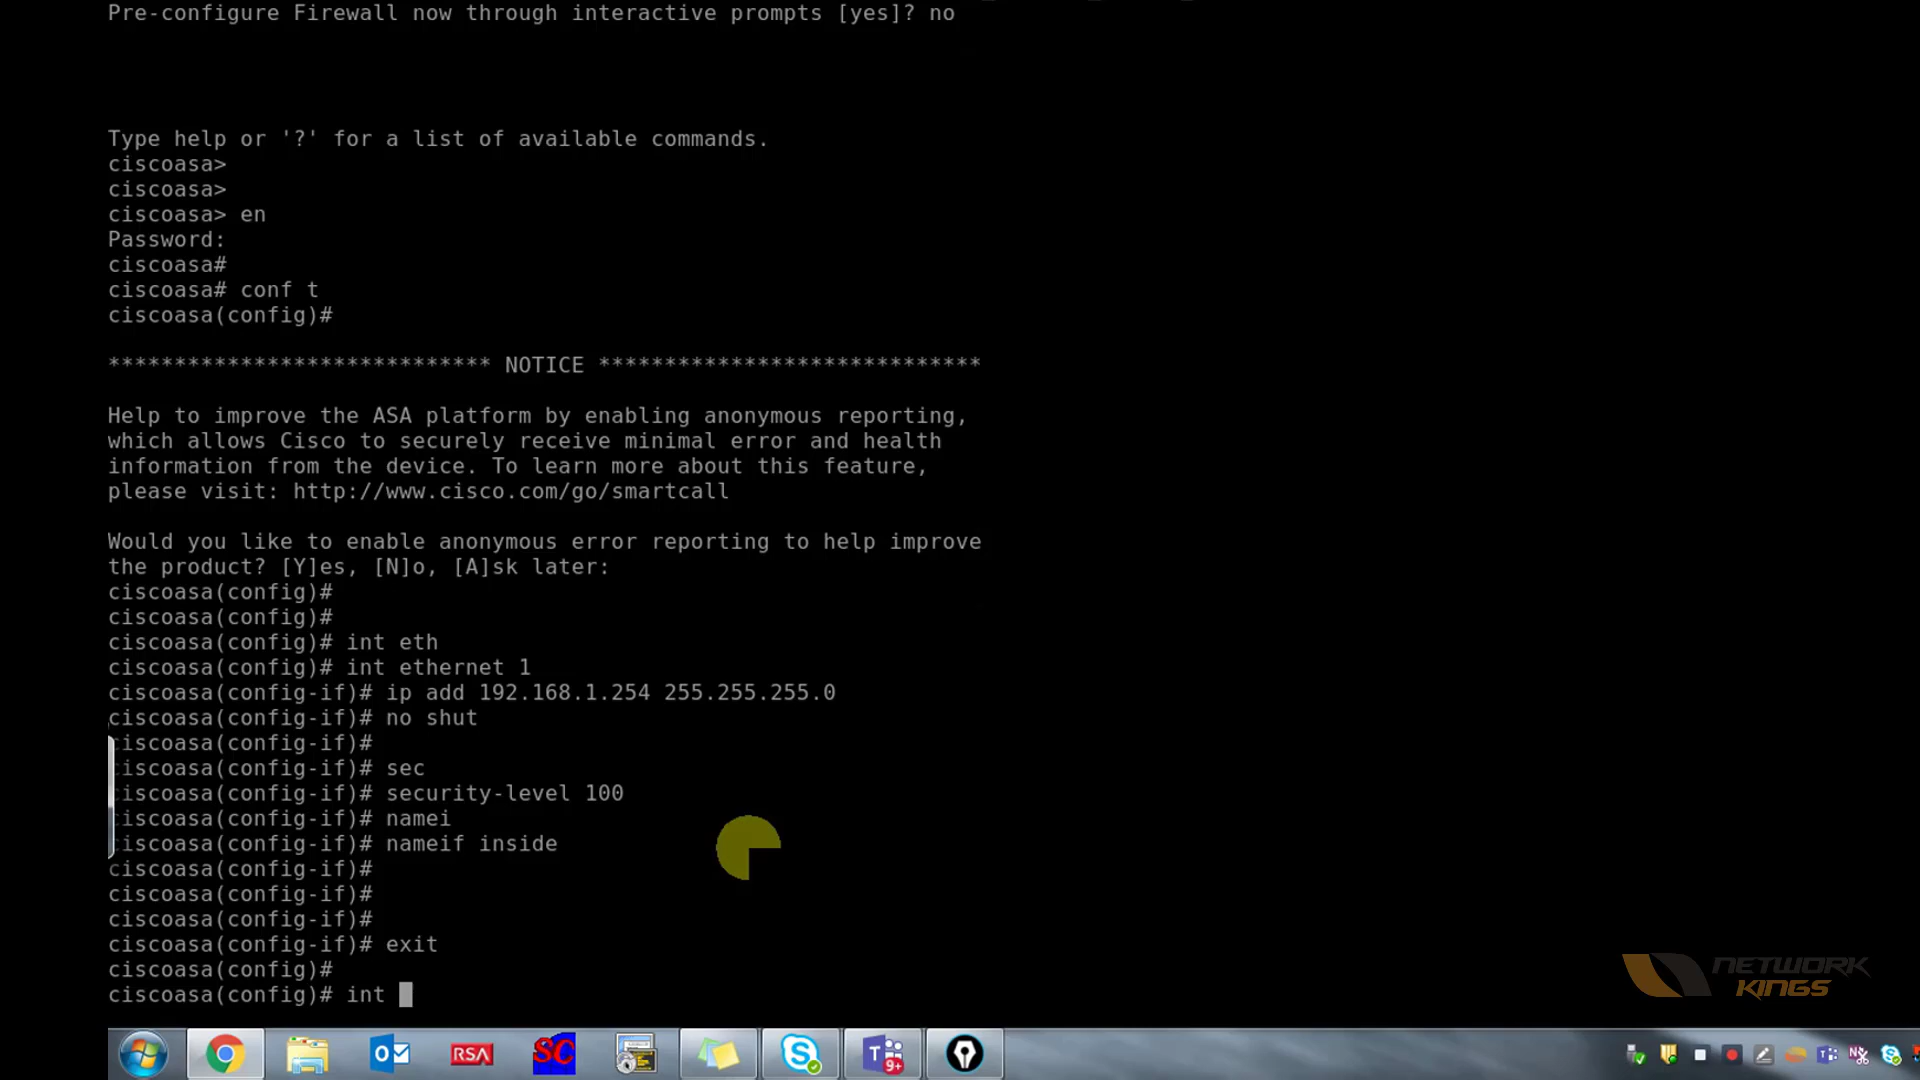 Pre-configure Firewall now through interactive prompts [yes]? no
Type help or '?' for a list of available commands.
ciscoasa>
ciscoasa>
ciscoasa> en
Password:
ciscoasa#
ciscoasa# conf t
ciscoasa(config)#
***************************** NOTICE *****************************
Help to improve the ASA platform by enabling anonymous reporting,
which allows Cisco to securely receive minimal error and health
information from the device. To learn more about this feature,
please visit: http://www.cisco.com/go/smartcall
Would you like to enable anonymous error reporting to help improve
the product? [Y]es, [N]o, [A]sk later:
ciscoasa(config)#
ciscoasa(config)#
ciscoasa(config)# int eth
ciscoasa(config)# int ethernet 1
ciscoasa(config-if)# ip add 192.168.1.254 255.255.255.0
ciscoasa(config-if)# no shut
ciscoasa(config-if)#
ciscoasa(config-if)# sec
ciscoasa(config-if)# security-level 100
ciscoasa(config-if)# namei
ciscoasa(config-if)# nameif inside
ciscoasa(config-if)#
ciscoasa(config-if)#
ciscoasa(config-if)#
ciscoasa(config-if)# exit
ciscoasa(config)#
ciscoasa(config)# int
NETWORK
KINGS
RSA
SC
9+